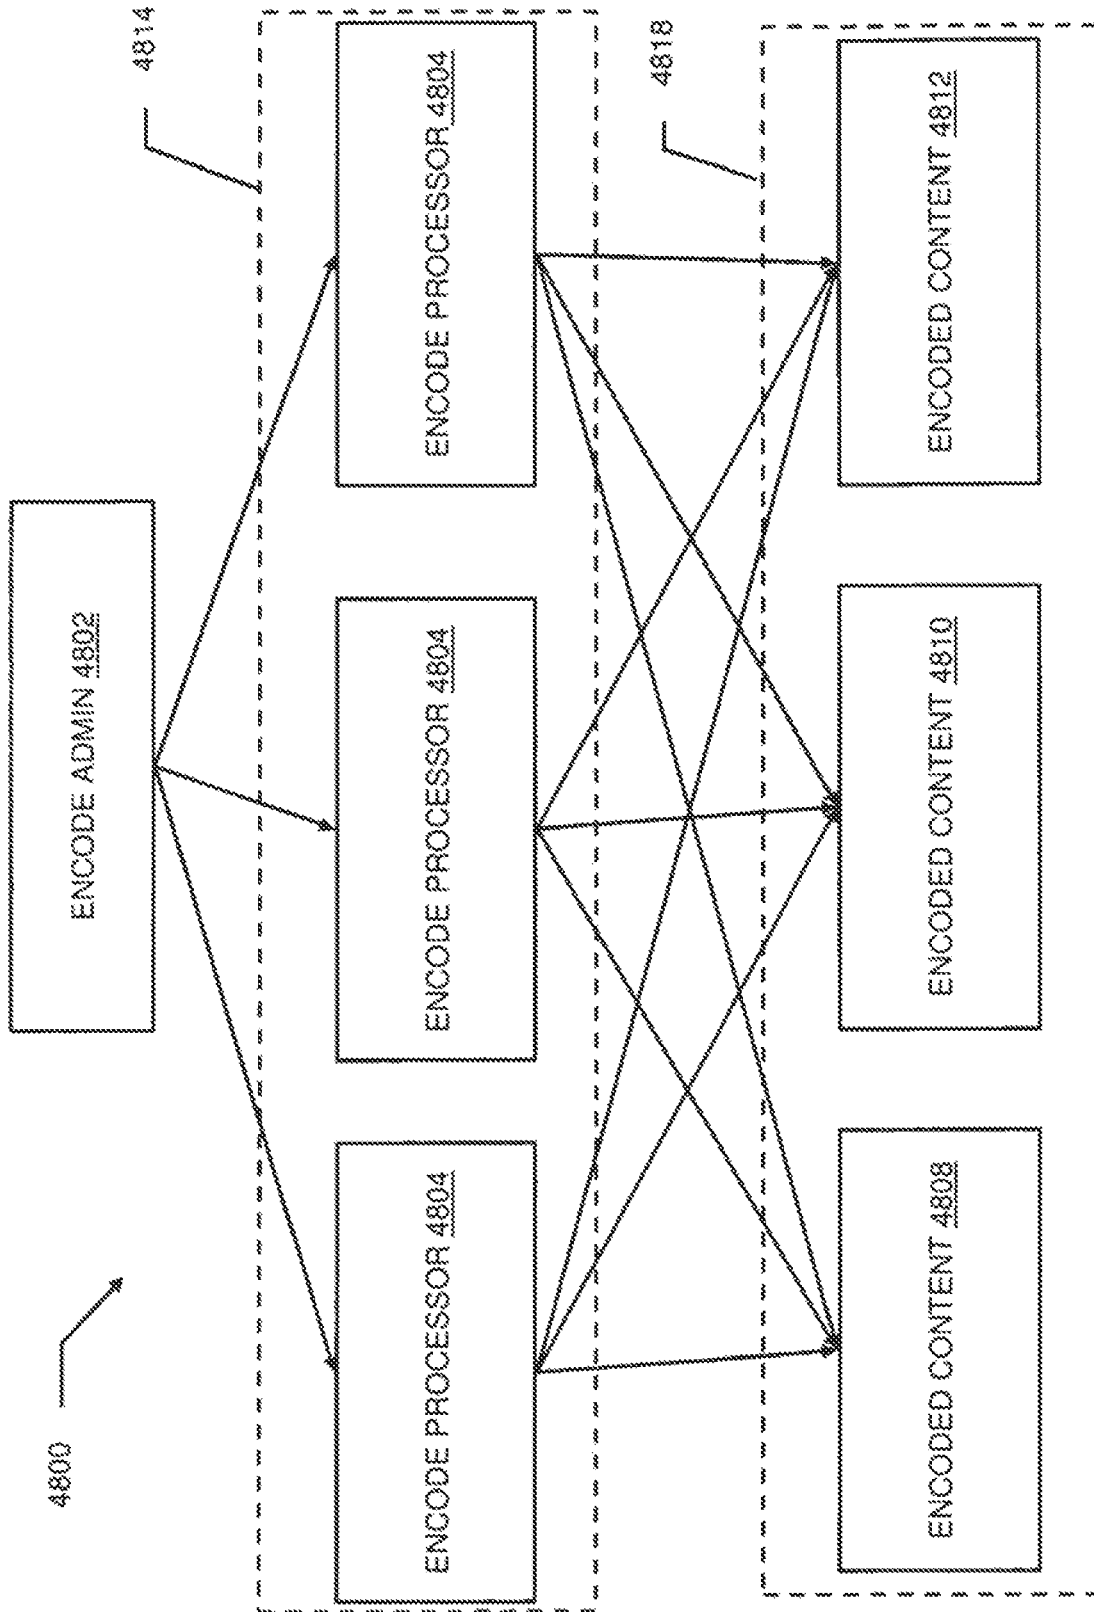 4800
ENCODE ADMIN 4802
4814
ENCODE PROCESSOR 4804
ENCODE PROCESSOR 4804
ENCODE PROCESSOR 4804
4818
ENCODED CONTENT 4808
ENCODED CONTENT 4810
ENCODED CONTENT 4812